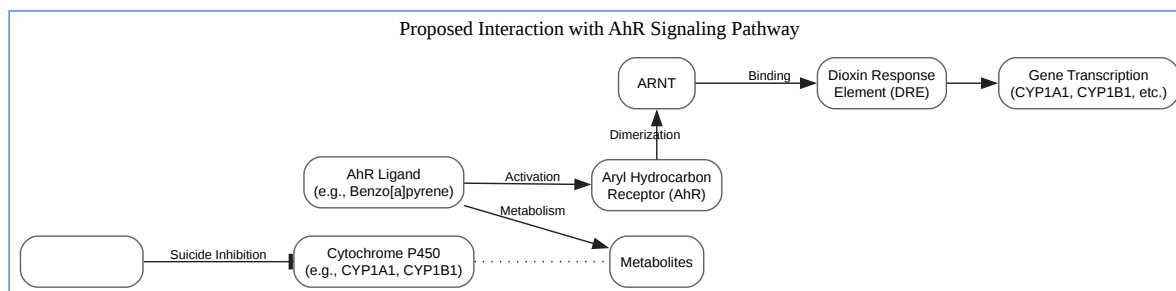 Proposed Interaction with AhR Signaling Pathway
ARNT
Binding
Dioxin Response
Element (DRE)
Gene Transcription
(CYP1A1, CYP1B1, etc.)
Dimerization
AhR Ligand
(e.g., Benzo[a]pyrene)
Activation
Aryl Hydrocarbon
Receptor (AhR)
Metabolism
Suicide Inhibition
Cytochrome P450
(e.g., CYP1A1, CYP1B1)
Metabolites